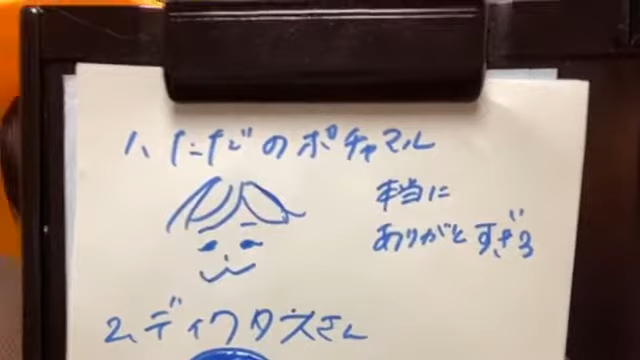 1、ただのポチャマル
本当に
ありがとすぎる
2、ディクタスさん